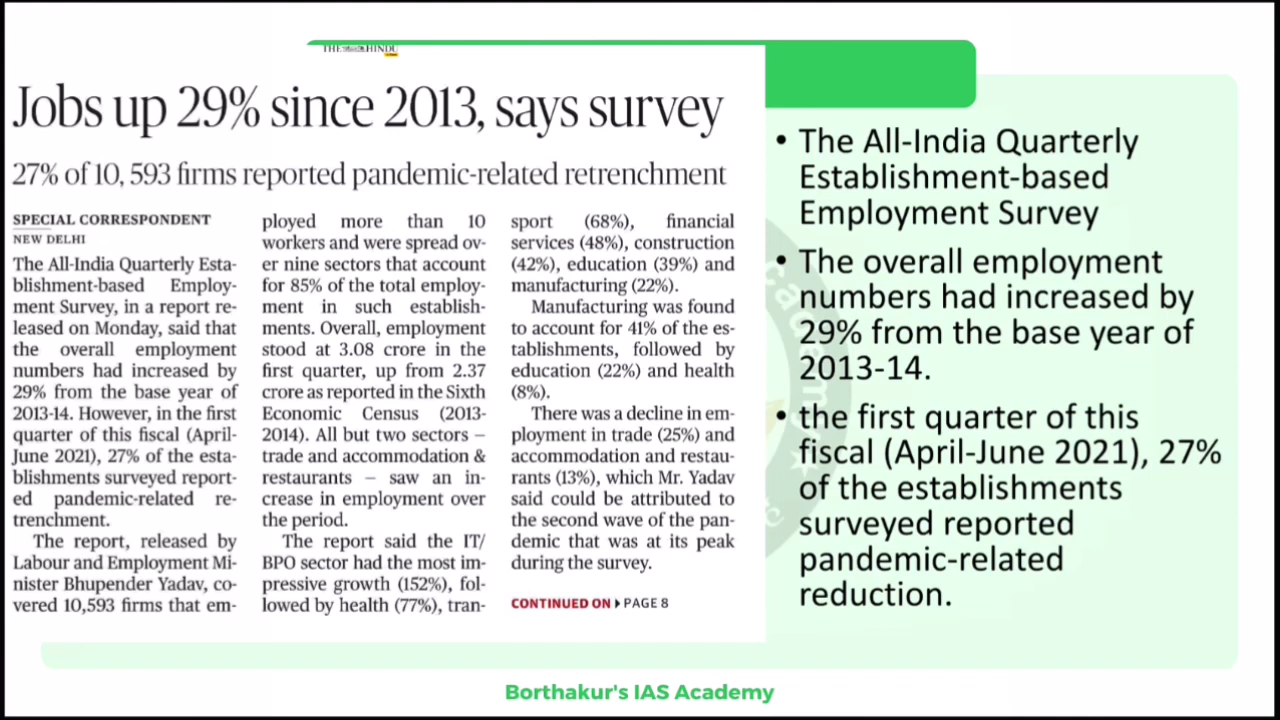 THE HINDU
Jobs up 29% since 2013, says survey
27% of 10, 593 firms reported pandemic-related retrenchment
SPECIAL CORRESPONDENT
NEW DELHI
The All-India Quarterly Esta-
blishment-based Employ-
ment Survey, in a report re-
leased on Monday, said that
the overall employment
numbers had increased by
29% from the base year of
2013-14. However, in the first
quarter of this fiscal (April-
June 2021), 27% of the esta-
blishments surveyed report-
ed pandemic-related re-
trenchment.
The report, released by
Labour and Employment Mi-
nister Bhupender Yadav, co-
vered 10,593 firms that em-
ployed more than 10
workers and were spread ov-
er nine sectors that account
for 85% of the total employ-
ment in such establish-
ments. Overall, employment
stood at 3.08 crore in the
first quarter, up from 2.37
crore as reported in the Sixth
Economic Census (2013-
2014). All but two sectors –
trade and accommodation &
restaurants – saw an in-
crease in employment over
the period.
The report said the IT/
BPO sector had the most im-
pressive growth (152%), fol-
lowed by health (77%), tran-
sport (68%), financial
services (48%), construction
(42%), education (39%) and
manufacturing (22%).
Manufacturing was found
to account for 41% of the es-
tablishments, followed by
education (22%) and health
(8%).
There was a decline in em-
ployment in trade (25%) and
accommodation and restau-
rants (13%), which Mr. Yadav
said could be attributed to
the second wave of the pan-
demic that was at its peak
during the survey.
CONTINUED ON PAGE 8
• The All-India Quarterly
Establishment-based
Employment Survey
• The overall employment
numbers had increased by
29% from the base year of
2013-14.
• the first quarter of this
fiscal (April-June 2021), 27%
of the establishments
surveyed reported
pandemic-related
reduction.
Borthakur's IAS Academy